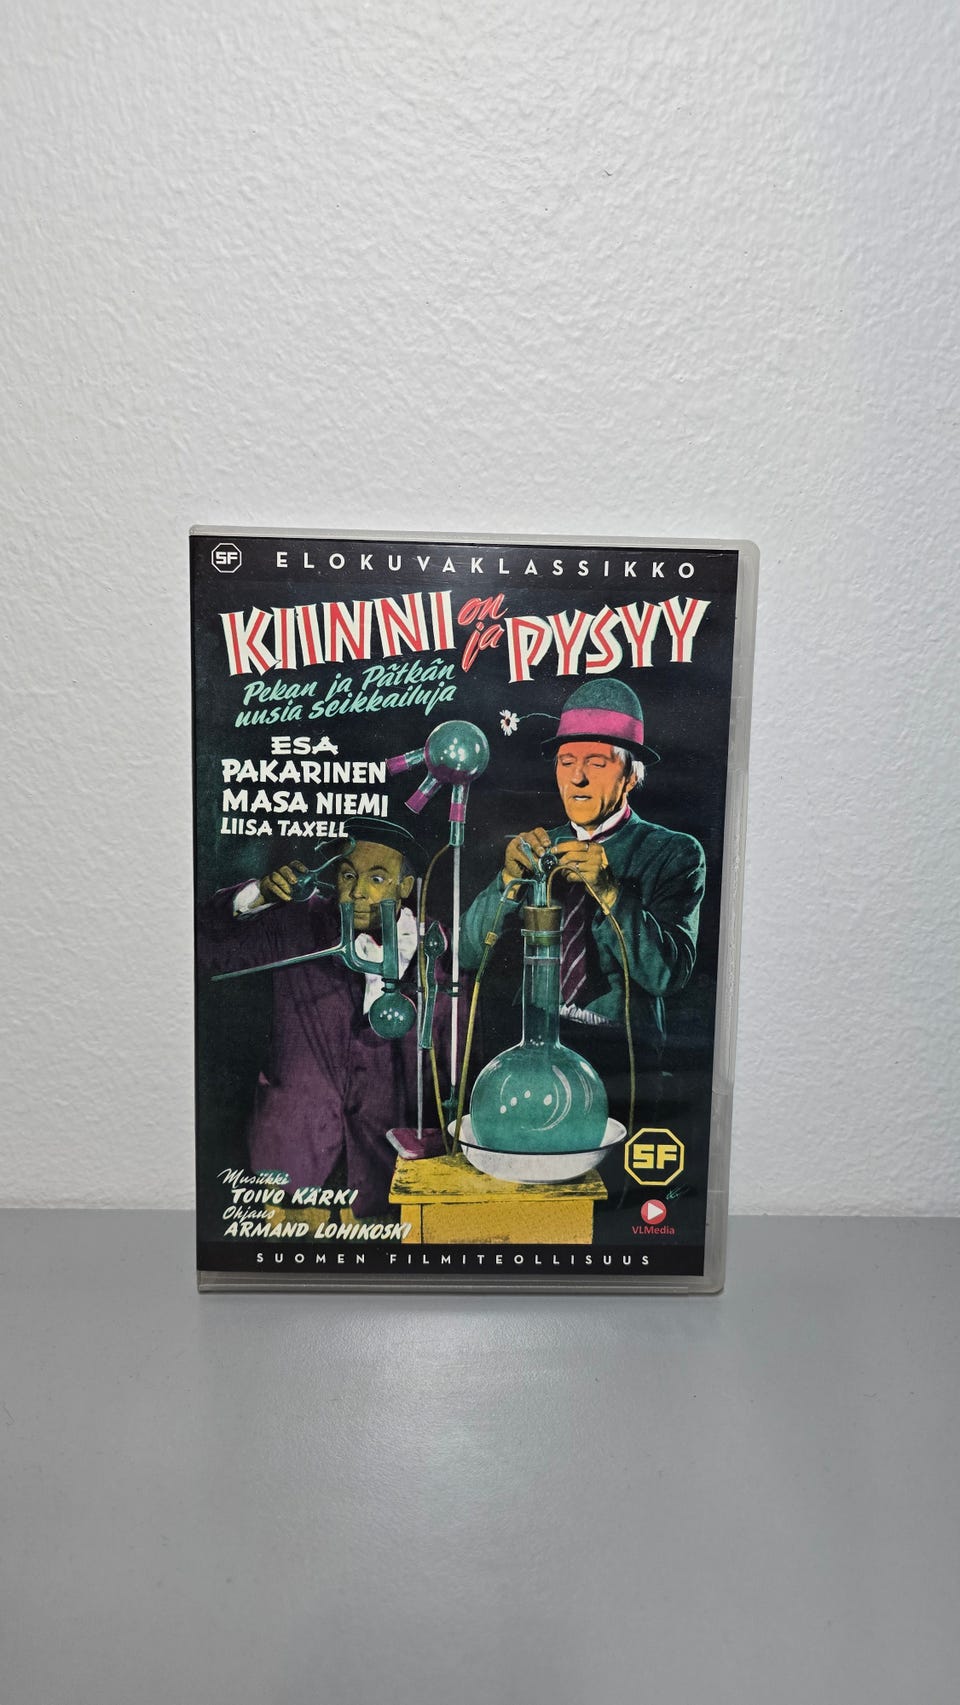 SF ELOKUVAKLASSIKKO
KIINNI on ja PYSYY
Pekan ja Pätkän
uusia seikkailuja
ESA
PAKARINEN
MASA NIEMI
LIISA TAXELL
Musiikki
TOIVO KÄRKI
Ohjaus
ARMAND LOHIKOSKI
SF
VLMedia
SUOMEN FILMITEOLLISUUS